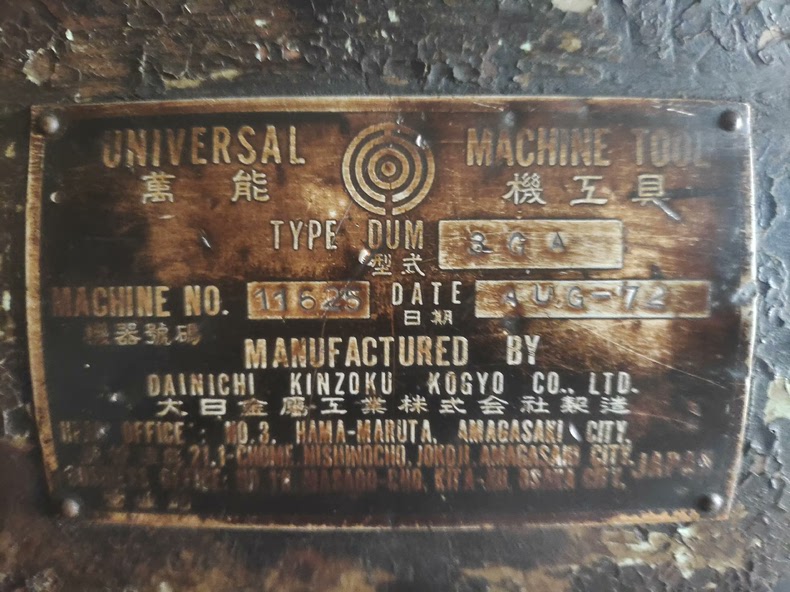 UNIVERSAL MACHINE TOOL
萬能 機工具
TYPE DUM
型式
MACHINE NO. 11625 DATE AUG-72
機器號碼 日期
MANUFACTURED BY
DAINICHI KINZOKU KOGYO CO., LTD.
大日金屬工業株式会社製造
OFFICE: NO. 3, HAMA-MARUTA, AMAGASAKI CITY,
21, 1-CHOME, NISHINOCHO, JOKOJI, AMAGASAKI CITY,
JAPAN
OFFICE: KITA-KU, OSAKA CITY,